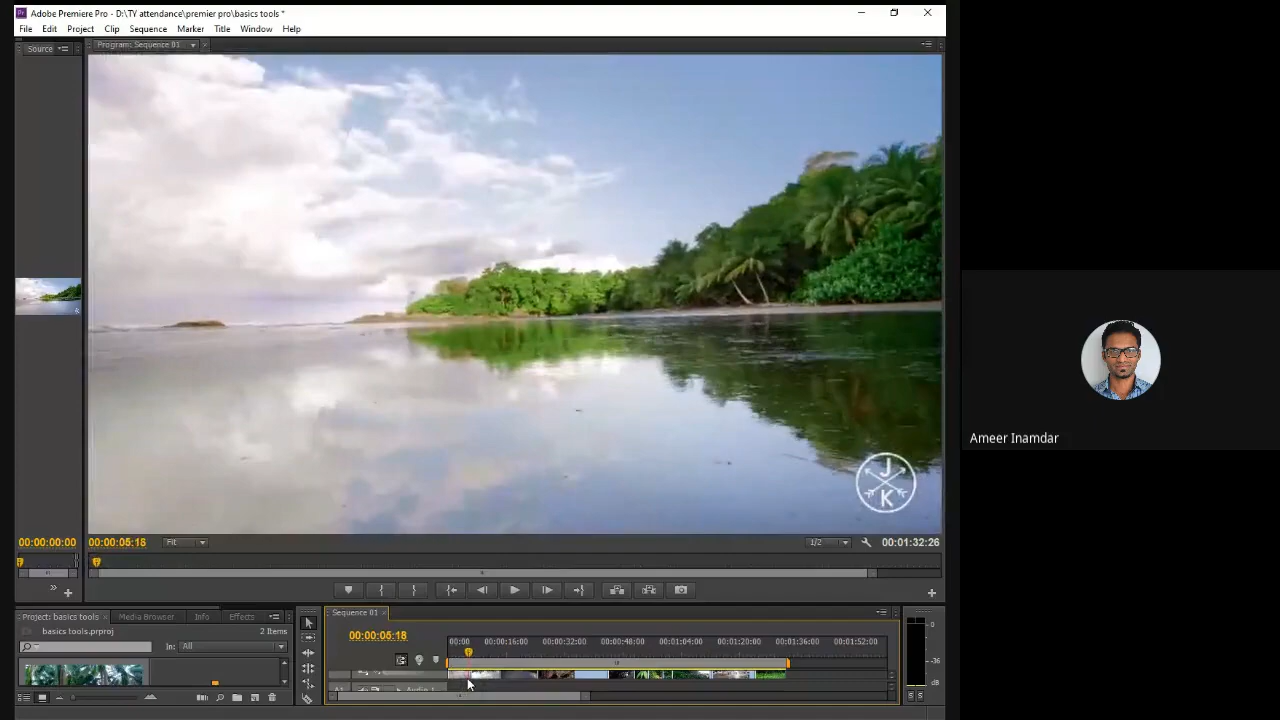 Adobe Premiere Pro - D:\TY attendance\premier pro\basics tools *
File Edit Project Clip Sequence Marker Title Window Help
Source
Program: Sequence 01
J
K
Ameer Inamdar
00:00:00:00
00:00:05:18
Fit
1/2
00:01:32:26
Project: basics tools
Media Browser
Info
Effects
basics tools.prproj
2 Items
In: All
Sequence 01
00:00:05:18
00:00 00:00:16:00 00:00:32:00 00:00:48:00 00:01:04:00 00:01:20:00 00:01:36:00 00:01:52:00
0
-36
dB
S S